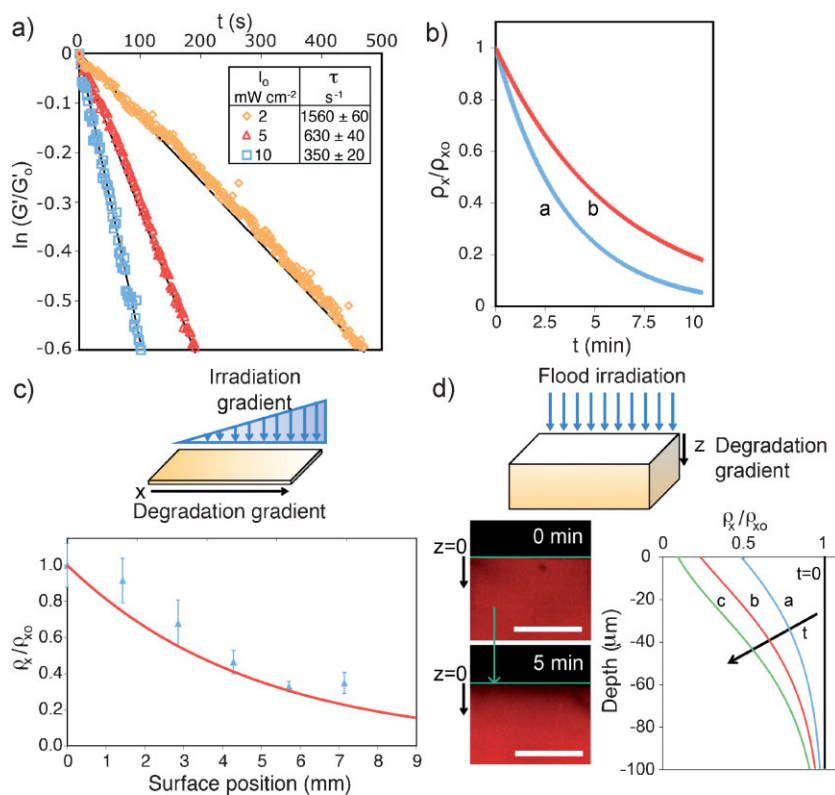 a)
t (s)
0 100 200 300 400 500
0
-0.1
-0.2
-0.3
-0.4
-0.5
-0.6
ln (G'/G'o)
Io τ
mW cm-2 s-1
2 1560 ± 60
5 630 ± 40
10 350 ± 20
b)
1
0.8
0.6
0.4
0.2
0
ρx/ρxo
a b
0 2.5 5 7.5 10
t (min)
c)
Irradiation
gradient
x
Degradation gradient
1.0
0.8
0.6
0.4
0.2
0.0
ρx/ρxo
0 1 2 3 4 5 6 7 8 9
Surface position (mm)
d)
Flood irradiation
z Degradation
gradient
z=0
0 min
z=0
5 min
ρx/ρxo
0 0.5 1
t=0
c b a
t
0
-20
-40
-60
-80
-100
Depth (μm)